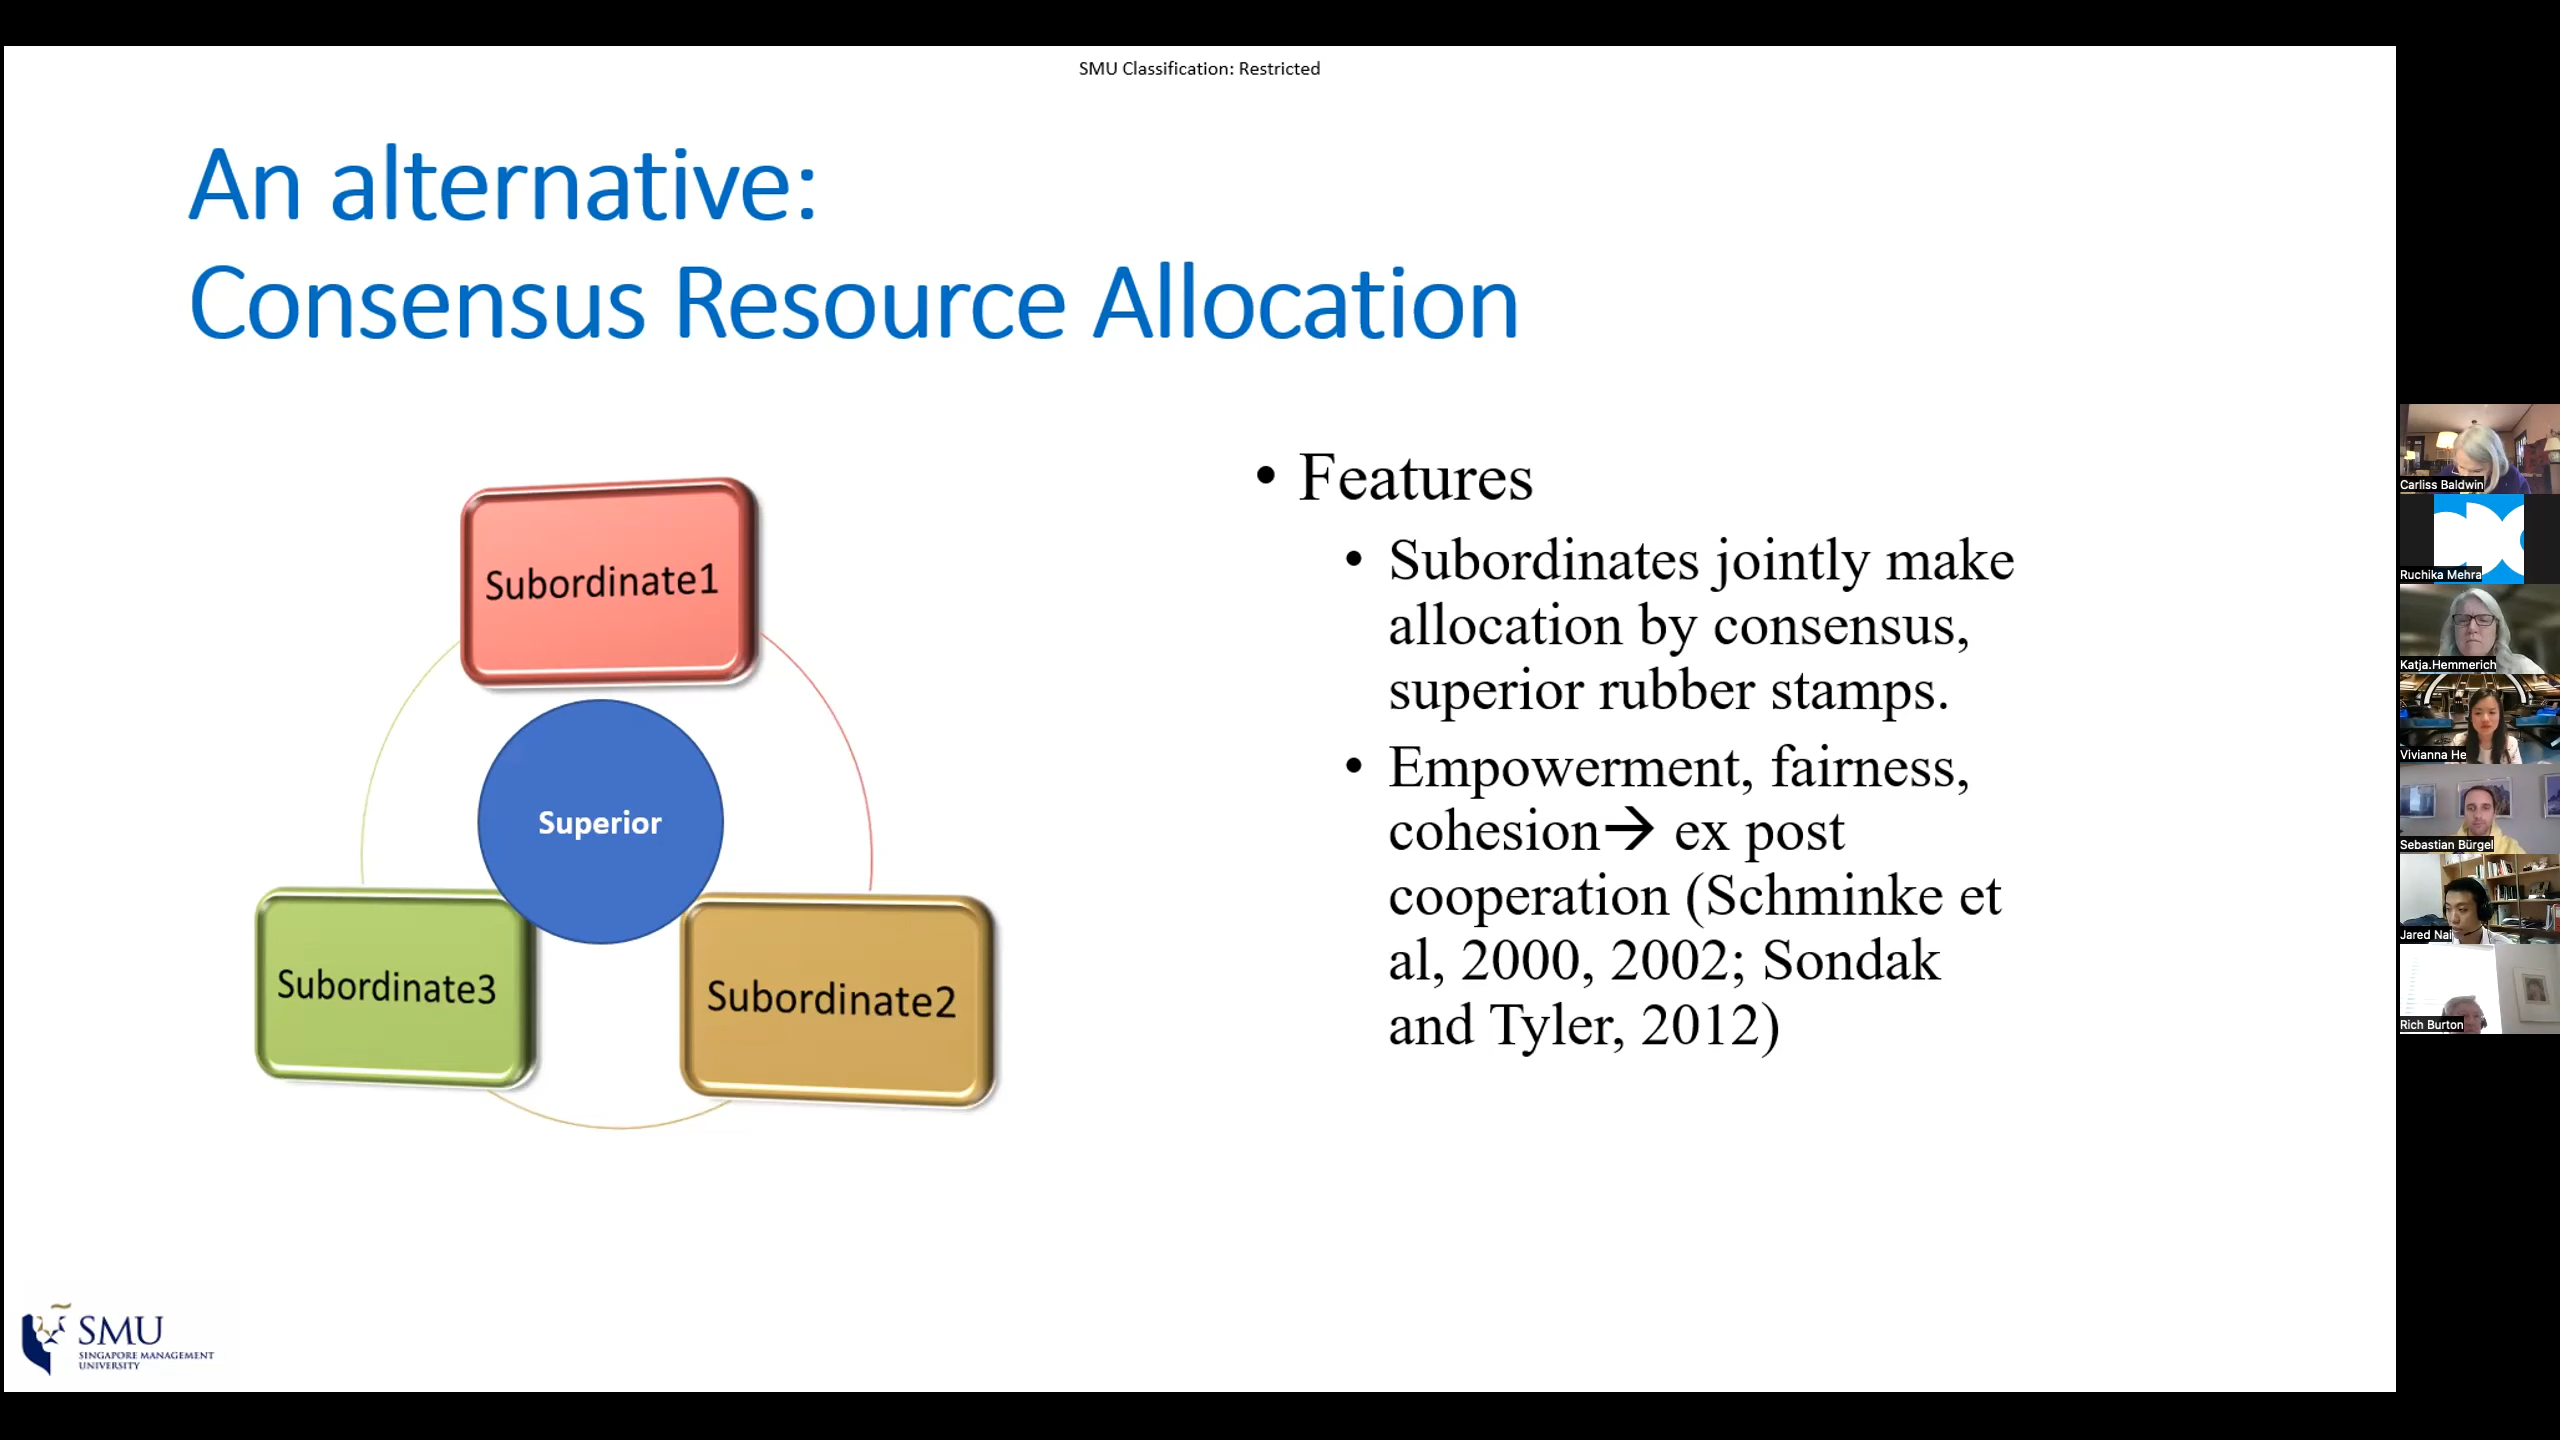 SMU Classification: Restricted
An alternative:
Consensus Resource Allocation
Subordinate1
Superior
Subordinate3
Subordinate2
• Features
• Subordinates jointly make
allocation by consensus,
superior rubber stamps.
• Empowerment, fairness,
cohesion→ ex post
cooperation (Schminke et
al, 2000, 2002; Sondak
and Tyler, 2012)
SMU
SINGAPORE MANAGEMENT
UNIVERSITY
Carliss Baldwin
Ruchika Mehra
Katja.Hemmerich
Vivianna He
Sebastian Bürgel
Jared Nai
Rich Burton